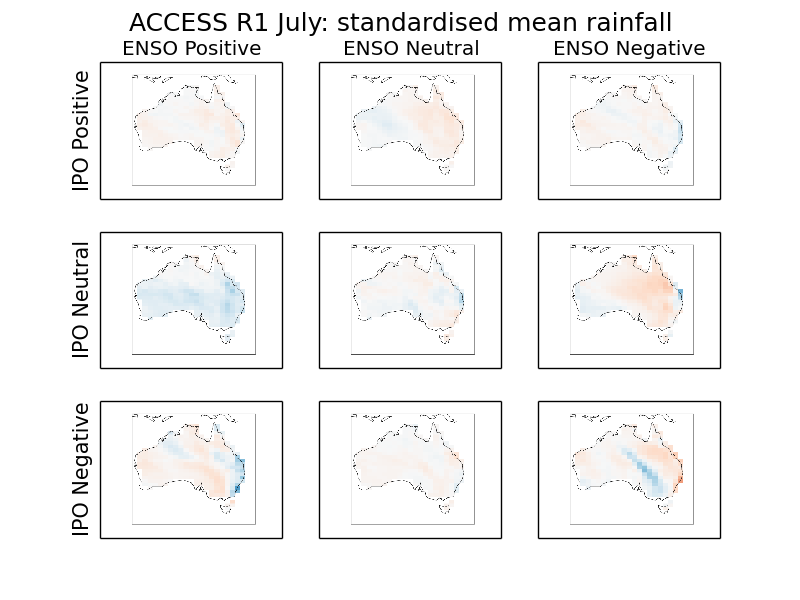 ACCESS R1 July: standardised mean rainfall
ENSO Positive
ENSO Neutral
ENSO Negative
IPO Positive
IPO Neutral
IPO Negative